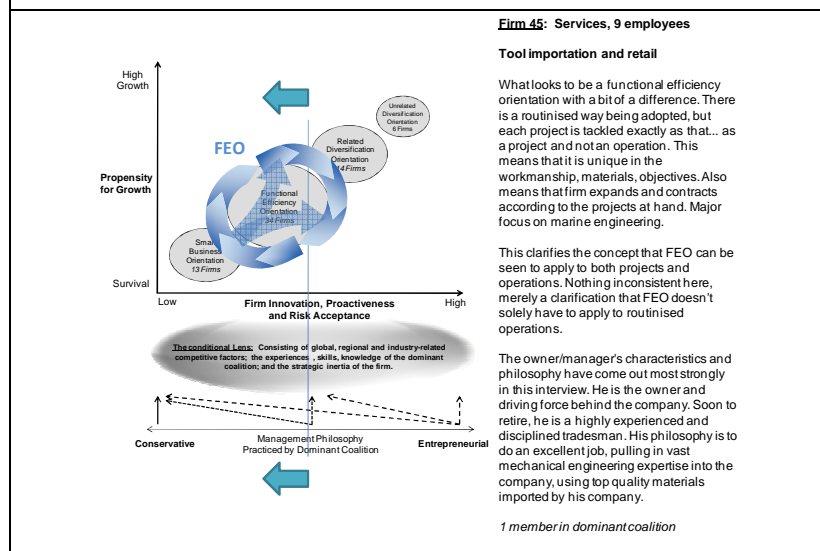 Firm 45: Services, 9 employees
Tool importation and retail
What looks to be a functional efficiency
orientation with a bit of a difference. There
is a routinised way being adopted, but
each project is tackled exactly as that... as
a project and not an operation. This
means that it is unique in the
workmanship, materials, objectives. Also
means that firm expands and contracts
according to the projects at hand. Major
focus on marine engineering.
This clarifies the concept that FEO can be
seen to apply to both projects and
operations. Nothing inconsistent here,
merely a clarification that FEO doesn't
solely have to apply to routinised
operations.
The owner/manager's characteristics and
philosophy have come out most strongly
in this interview. He is the owner and
driving force behind the company. Soon to
retire, he is a highly experienced and
disciplined tradesman. His philosophy is to
do an excellent job, pulling in vast
mechanical engineering expertise into the
company, using top quality materials
imported by his company.
1 member in dominant coalition
High
Growth
Propensity
for Growth
Survival
Unrelated
Diversification
Orientation
6 Firms
Related
Diversification
Orientation
14 Firms
FEO
Functional
Efficiency
Orientation
34 Firms
Small
Business
Orientation
13 Firms
Low
Firm Innovation, Proactiveness
and Risk Acceptance
High
The conditional Lens: Consisting of global, regional and industry-related
competitive factors; the experiences , skills, knowledge of the dominant
coalition; and the strategic inertia of the firm.
Conservative
Management Philosophy
Practiced by Dominant Coalition
Entrepreneurial